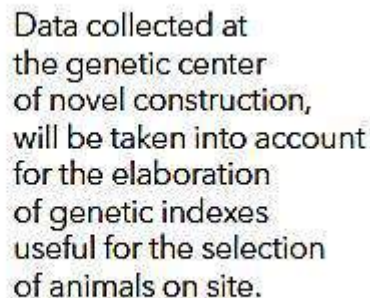 Data collected at
the genetic center
of novel construction,
will be taken into account
for the elaboration
of genetic indexes
useful for the selection
of animals on site.